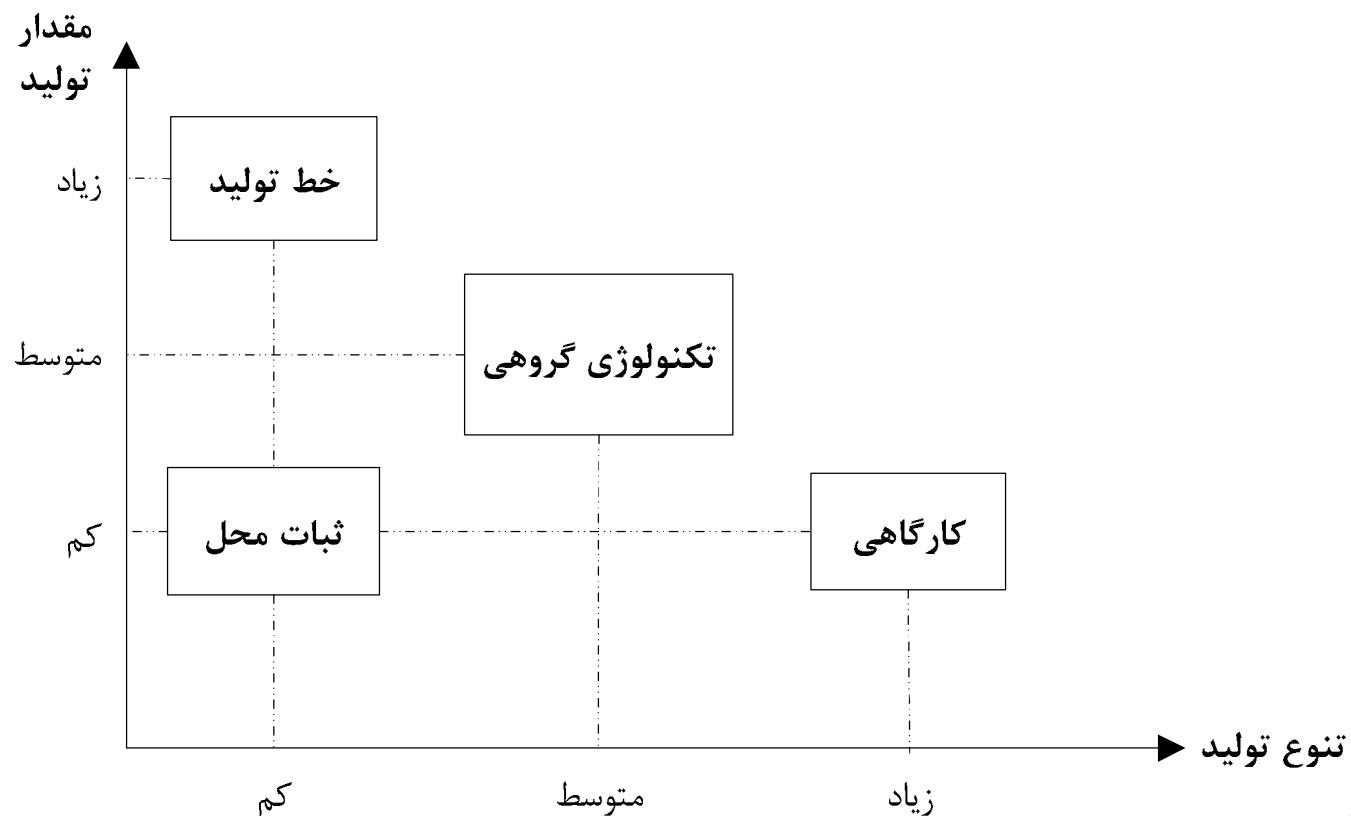 مقدار
تولید
زیاد
خط تولید
متوسط
تکنولوژی گروهی
کم
ثبات محل
کارگاهی
تنوع تولید
کم
متوسط
زیاد